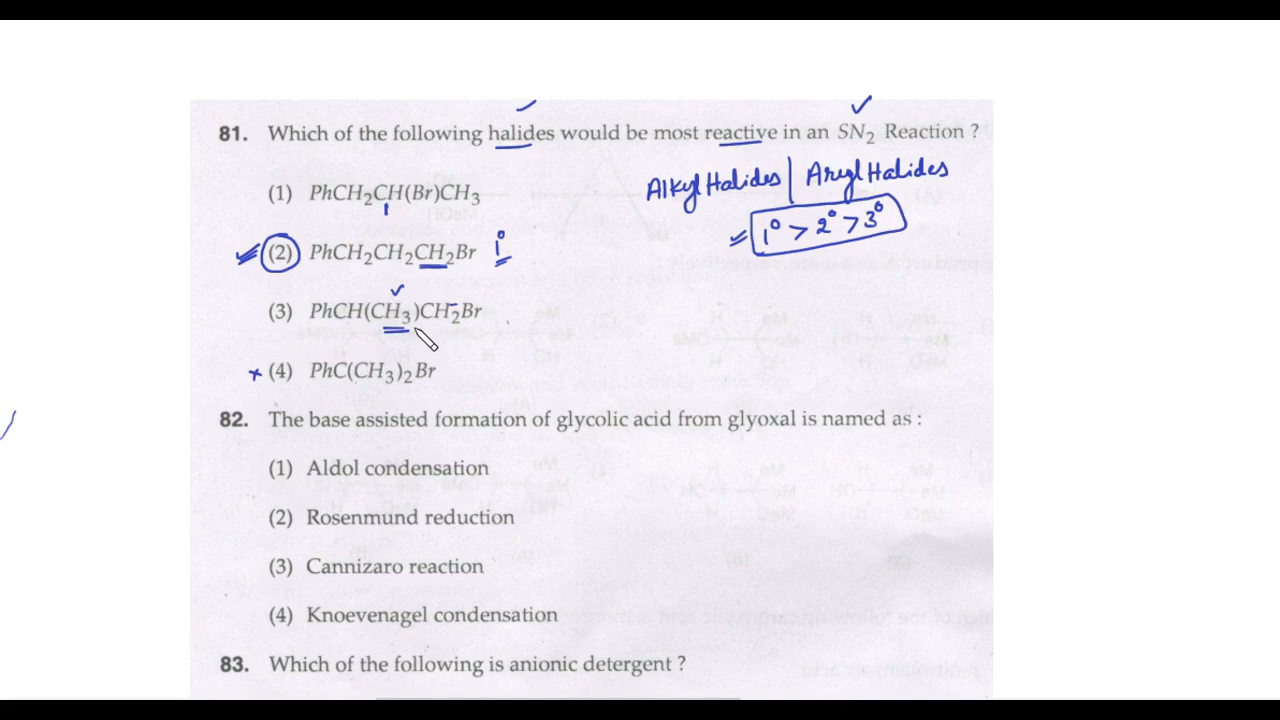 81. Which of the following halides would be most reactive in an SN₂ Reaction ?
Alkyl Halides | Aryl Halides
(1) PhCH₂CH(Br)CH₃
1° > 2° > 3°
(2) PhCH₂CH₂CH₂Br 1°
(3) PhCH(CH₃)CH₂Br
(4) PhC(CH₃)₂Br
82. The base assisted formation of glycolic acid from glyoxal is named as :
(1) Aldol condensation
(2) Rosenmund reduction
(3) Cannizaro reaction
(4) Knoevenagel condensation
83. Which of the following is anionic detergent ?